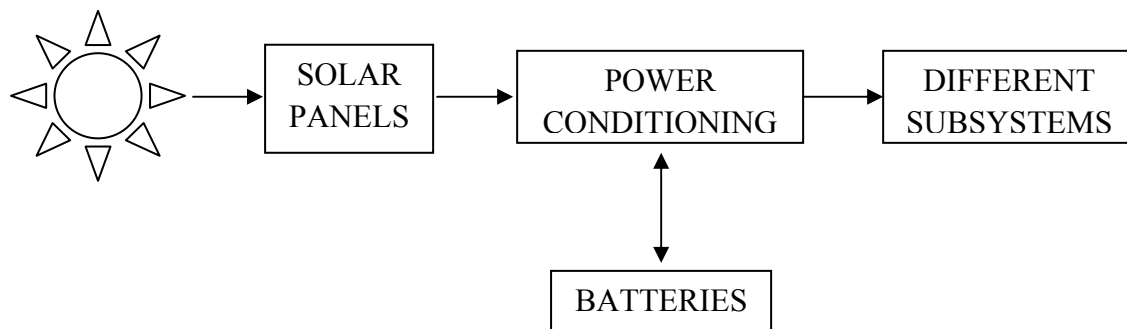 SOLAR
PANELS
POWER
CONDITIONING
DIFFERENT
SUBSYSTEMS
BATTERIES